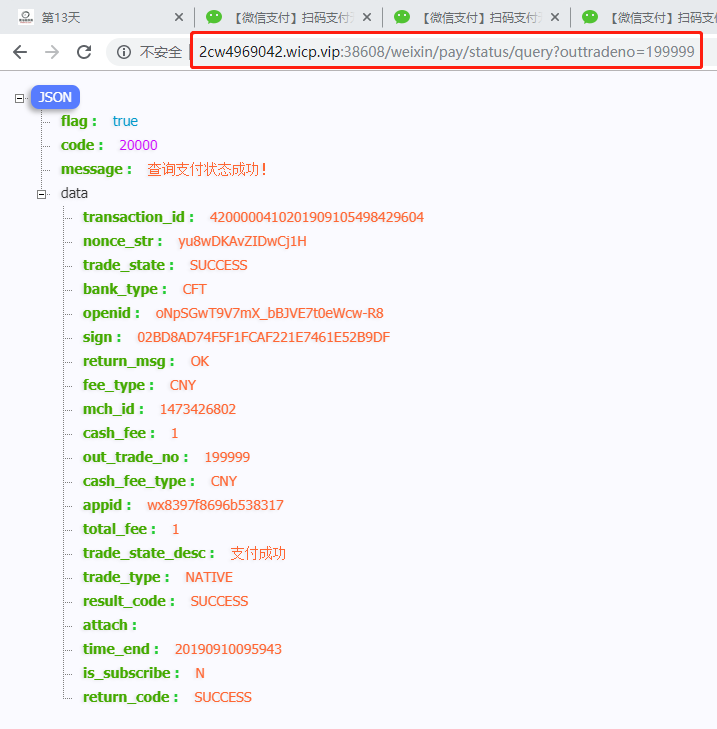 第13天
【微信支付】扫码支付
【微信支付】扫码支付
【微信支付】扫码支
不安全
2cw4969042.wicp.vip:38608/weixin/pay/status/query?outtradeno=199999
JSON
flag : true
code : 20000
message : 查询支付状态成功!
data
transaction_id : 4200000410201909105498429604
nonce_str : yu8wDKAvZIDwCj1H
trade_state : SUCCESS
bank_type : CFT
openid : oNpSGwT9V7mX_bBJVE7t0eWcw-R8
sign : 02BD8AD74F5F1FCAF221E7461E52B9DF
return_msg : OK
fee_type : CNY
mch_id : 1473426802
cash_fee : 1
out_trade_no : 199999
cash_fee_type : CNY
appid : wx8397f8696b538317
total_fee : 1
trade_state_desc : 支付成功
trade_type : NATIVE
result_code : SUCCESS
attach :
time_end : 20190910095943
is_subscribe : N
return_code : SUCCESS